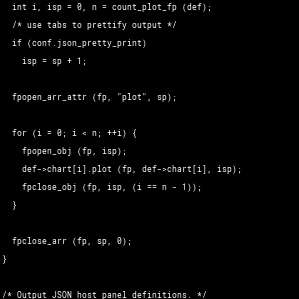 int i, isp = 0, n = count_plot_fp (def);
/* use tabs to prettify output */
if (conf.json_pretty_print)
isp = sp + 1;
fpopen_arr_attr (fp, "plot", sp);
for (i = 0; i < n; ++i) {
fpopen_obj (fp, isp);
def->chart[i].plot (fp, def->chart[i], isp);
fpclose_obj (fp, isp, (i == n - 1));
}
fpclose_arr (fp, sp, 0);
}
/* Output JSON host panel definitions. */